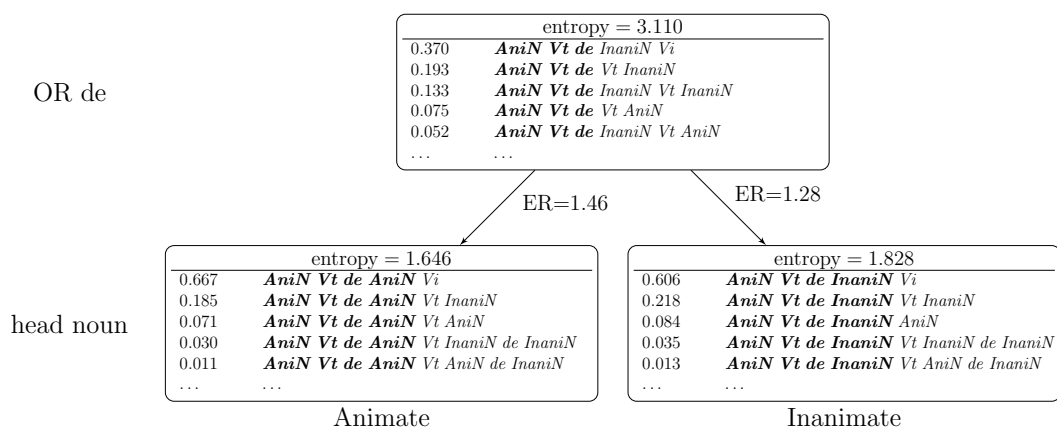 entropy = 3.110
0.370 AniN Vt de InaniN Vi
0.193 AniN Vt de Vt InaniN
0.133 AniN Vt de InaniN Vt InaniN
0.075 AniN Vt de Vt AniN
0.052 AniN Vt de InaniN Vt AniN
... ...
OR de
ER=1.46
ER=1.28
head noun
entropy = 1.646
0.667 AniN Vt de AniN Vi
0.185 AniN Vt de AniN Vt InaniN
0.071 AniN Vt de AniN Vt AniN
0.030 AniN Vt de AniN Vt InaniN de InaniN
0.011 AniN Vt de AniN Vt AniN de InaniN
... ...
Animate
entropy = 1.828
0.606 AniN Vt de InaniN Vi
0.218 AniN Vt de InaniN Vt InaniN
0.084 AniN Vt de InaniN AniN
0.035 AniN Vt de InaniN Vt InaniN de InaniN
0.013 AniN Vt de InaniN Vt AniN de InaniN
... ...
Inanimate